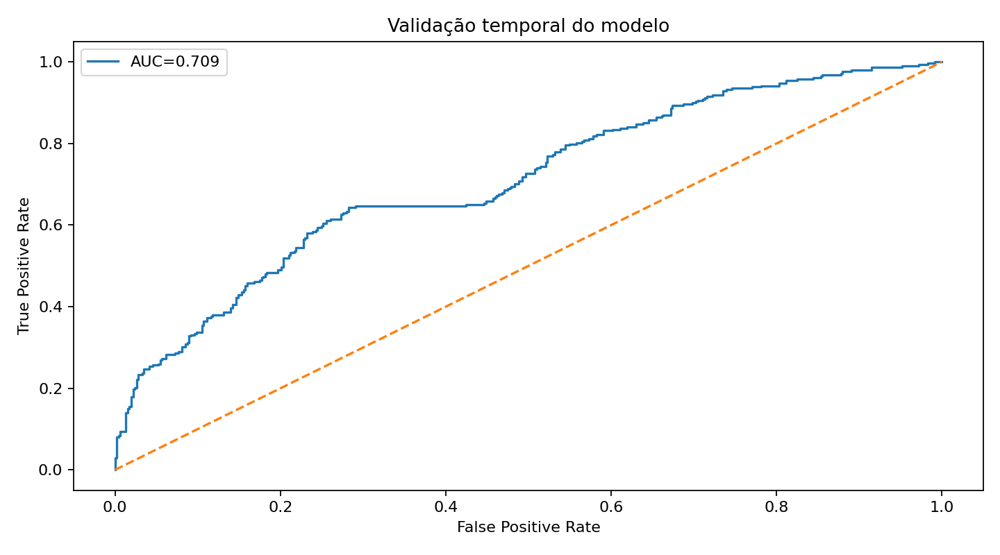 Validação temporal do modelo
AUC=0.709
True Positive Rate
1.0
0.8
0.6
0.4
0.2
0.0
0.0 0.2 0.4 0.6 0.8 1.0
False Positive Rate